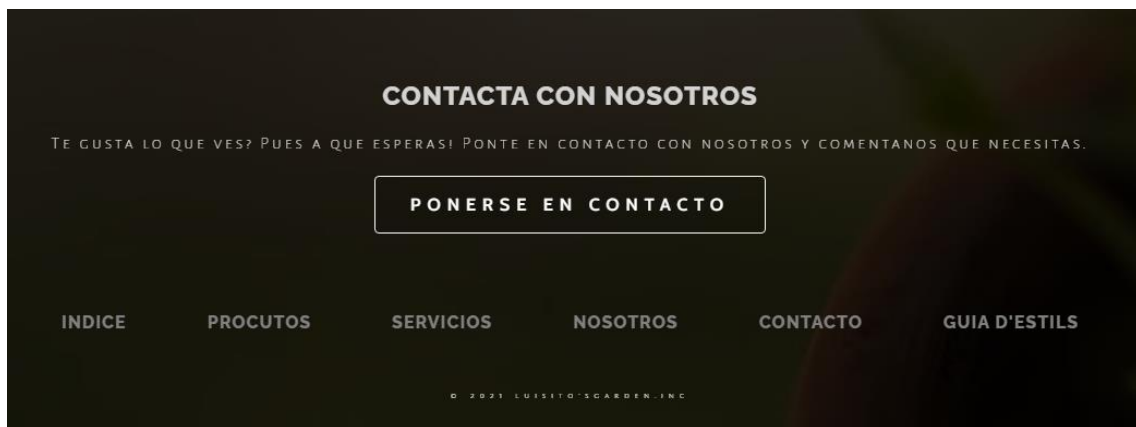 CONTACTA CON NOSOTROS
Te gusta lo que ves? Pues a que esperas! Ponte en contacto con nosotros y comentanos que necesitas.
PONERSE EN CONTACTO
INDICE PROCUTOS SERVICIOS NOSOTROS CONTACTO GUIA D'ESTILS
© 2021 LUISITO'SGARDEN.INC